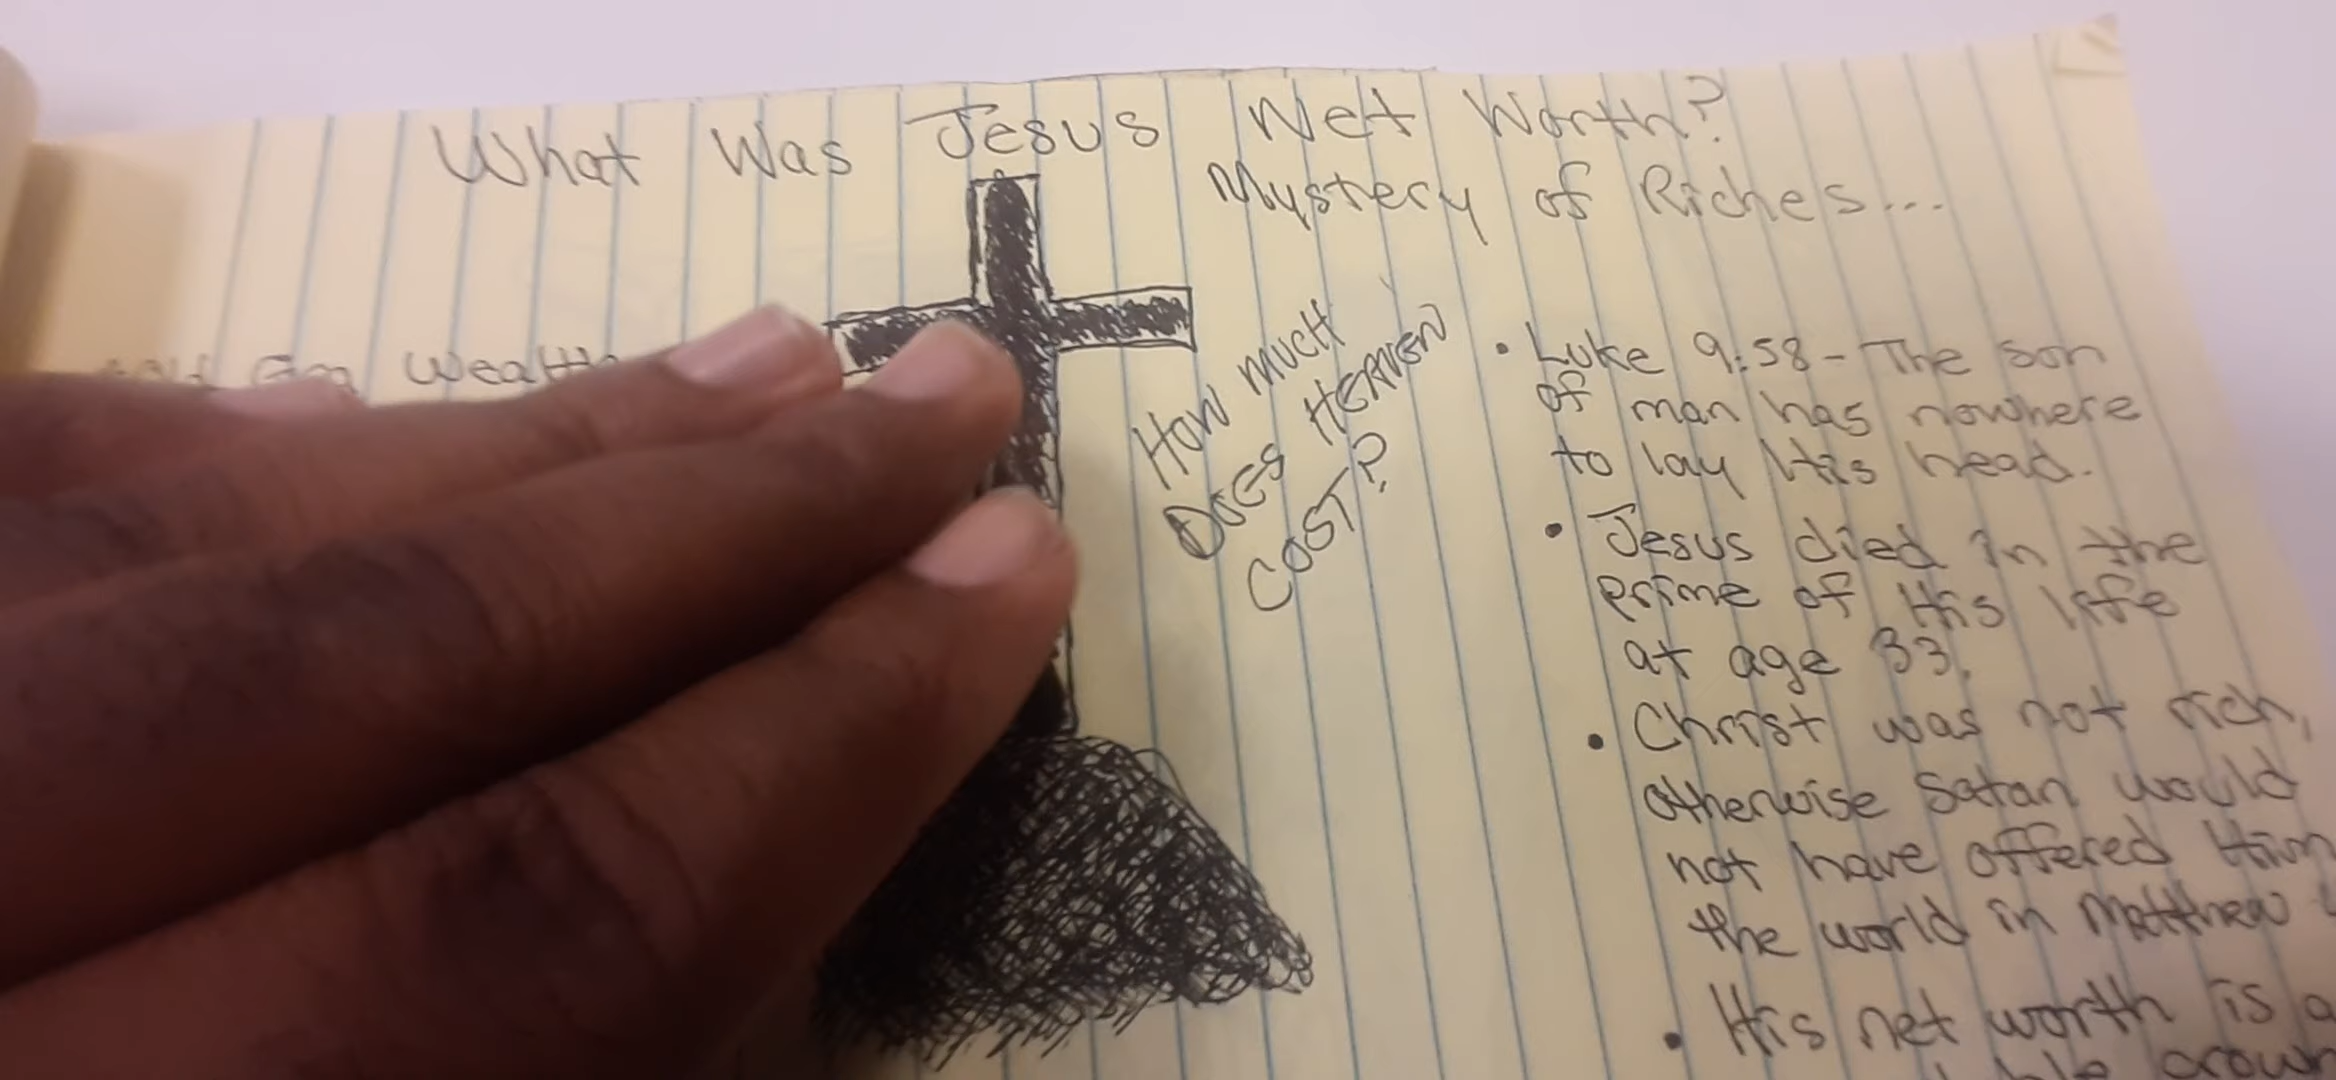 What Was Jesus Net Worth?
Mystery of Riches...
Wealth
HOW MUCH
DOES HEAVEN
COST?
• Luke 9:58 - The son
of man has nowhere
to lay His head.
• Jesus died in the
prime of His life
at age 33.
• Christ was not rich,
otherwise Satan would
not have offered Him
the world in Matthew
• His net worth is a